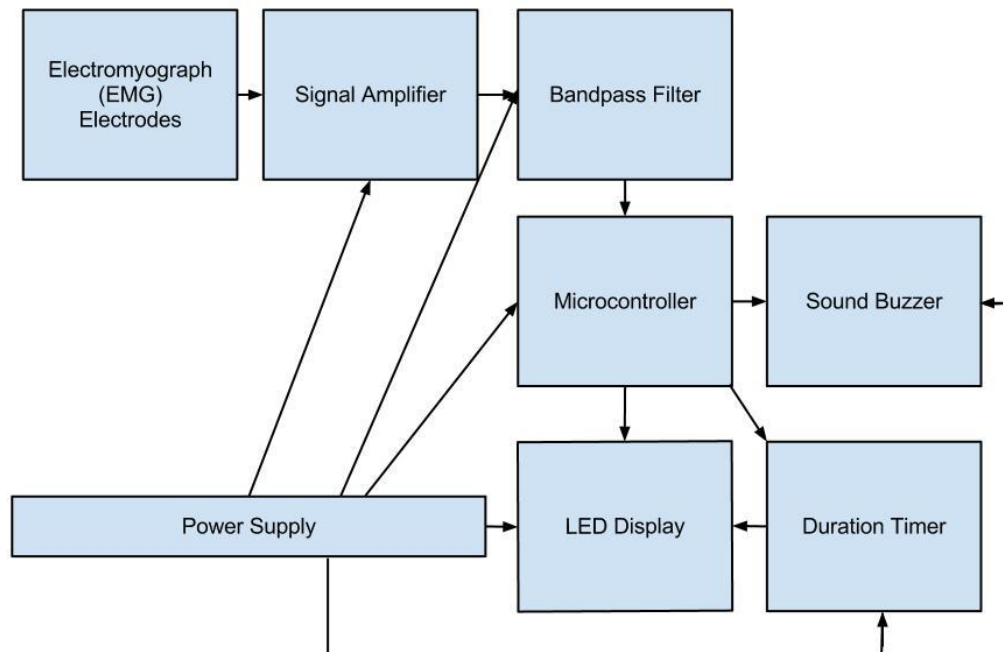 Electromyograph
(EMG)
Electrodes
Signal Amplifier
Bandpass Filter
Microcontroller
Sound Buzzer
Power Supply
LED Display
Duration Timer